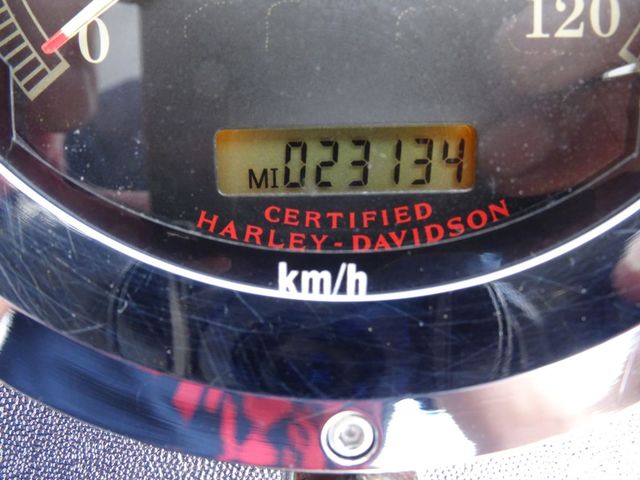 0 120
MI 023134
CERTIFIED
HARLEY-DAVIDSON
km/h